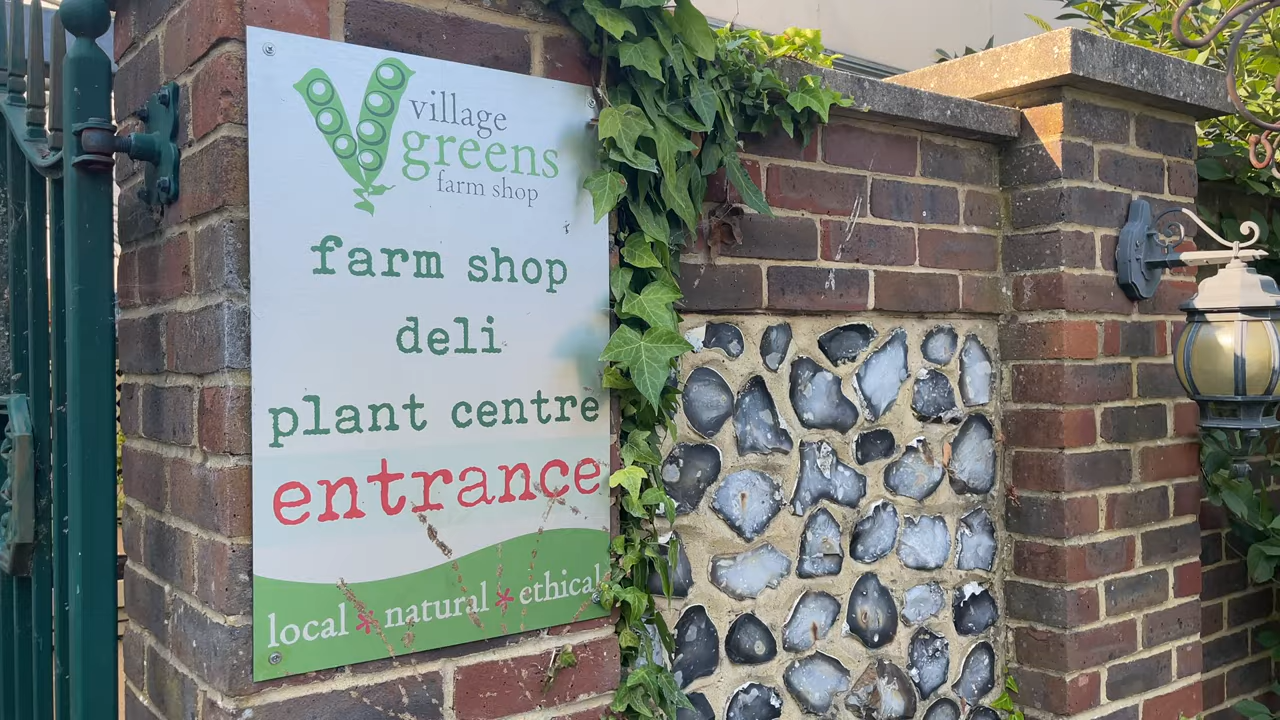 village
greens
farm shop
farm shop
deli
plant centre
entrance
local * natural * ethical